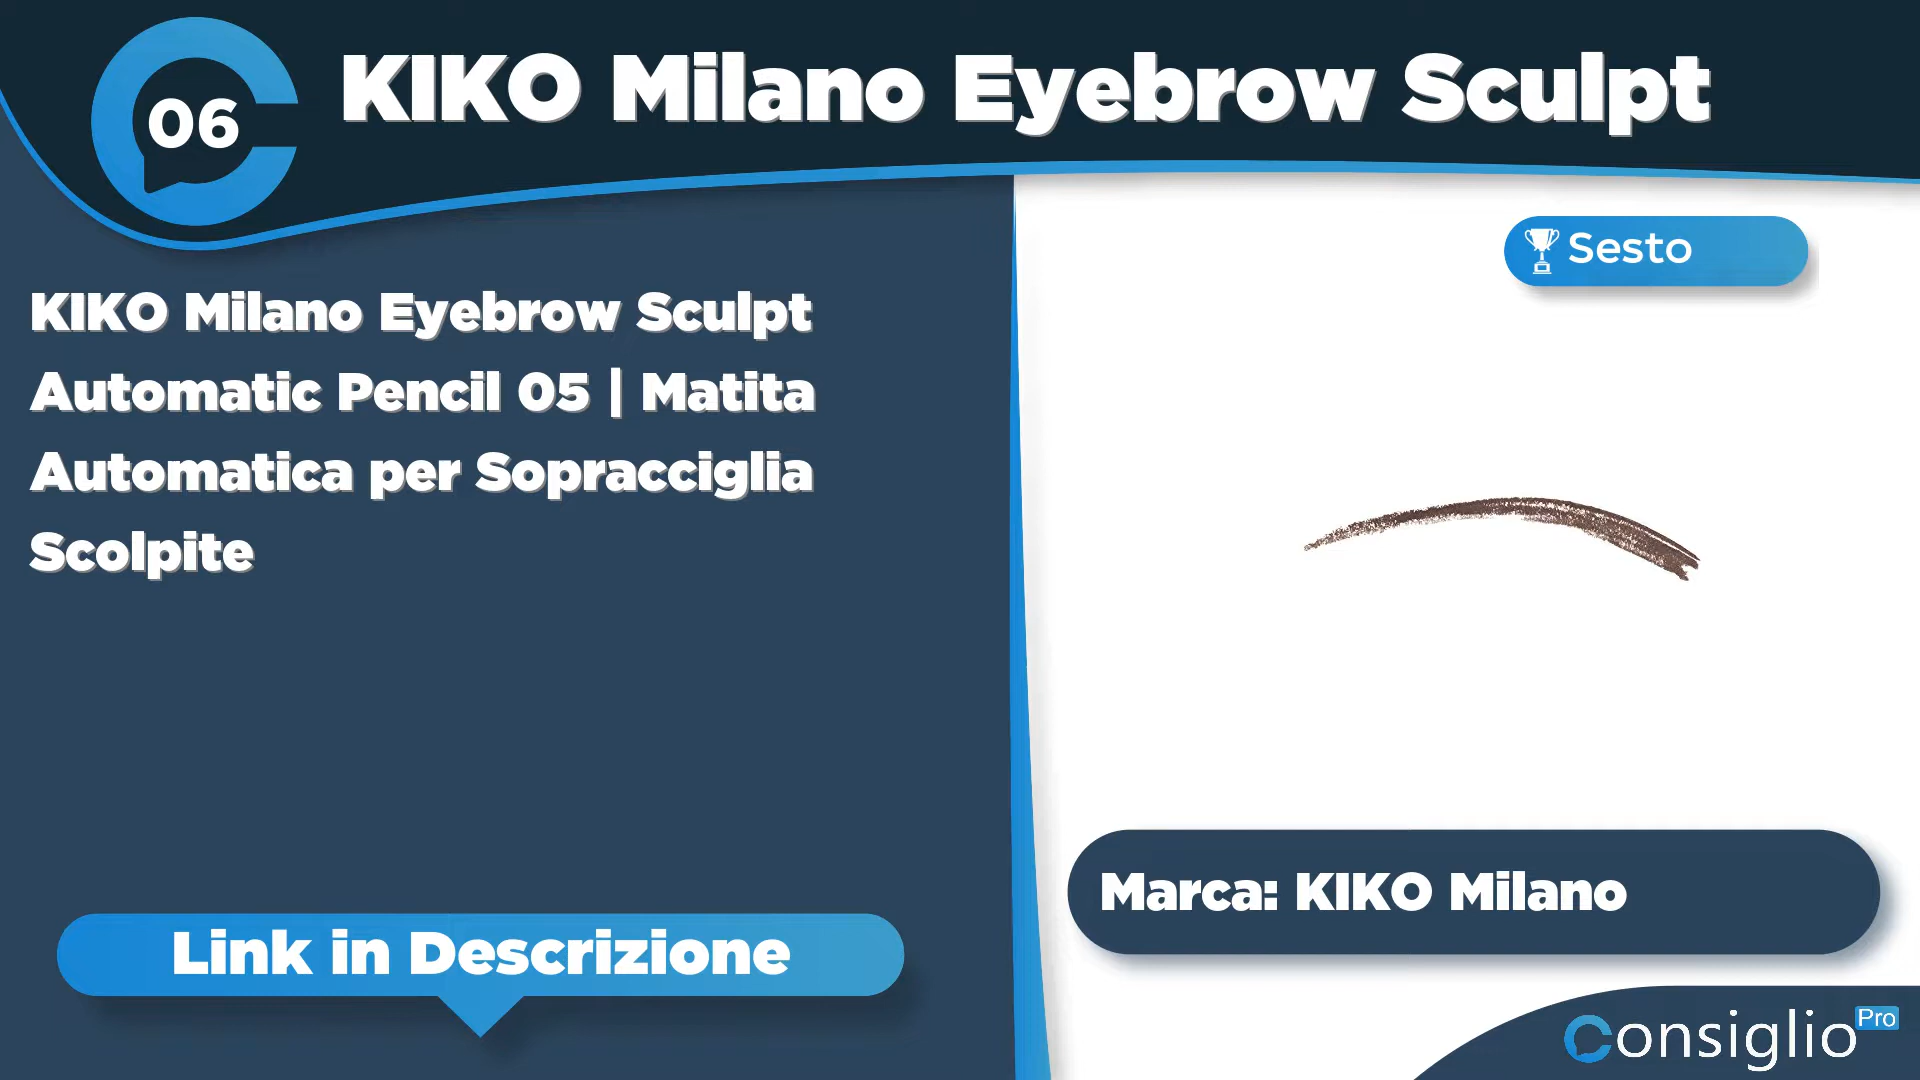 06
KIKO Milano Eyebrow Sculpt
Sesto
KIKO Milano Eyebrow Sculpt
Automatic Pencil 05 | Matita
Automatica per Sopracciglia
Scolpite
Marca: KIKO Milano
Link in Descrizione
Consiglio Pro